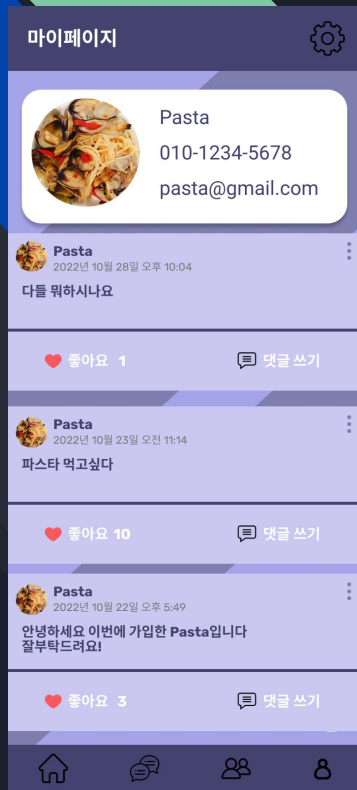 마이페이지
Pasta
010-1234-5678
pasta@gmail.com
Pasta
2022년 10월 28일 오후 10:04
다들 뭐하시나요
좋아요 1
댓글 쓰기
Pasta
2022년 10월 23일 오전 11:14
파스타 먹고싶다
좋아요 10
댓글 쓰기
Pasta
2022년 10월 22일 오후 5:49
안녕하세요 이번에 가입한 Pasta입니다
잘부탁드려요!
좋아요 3
댓글 쓰기